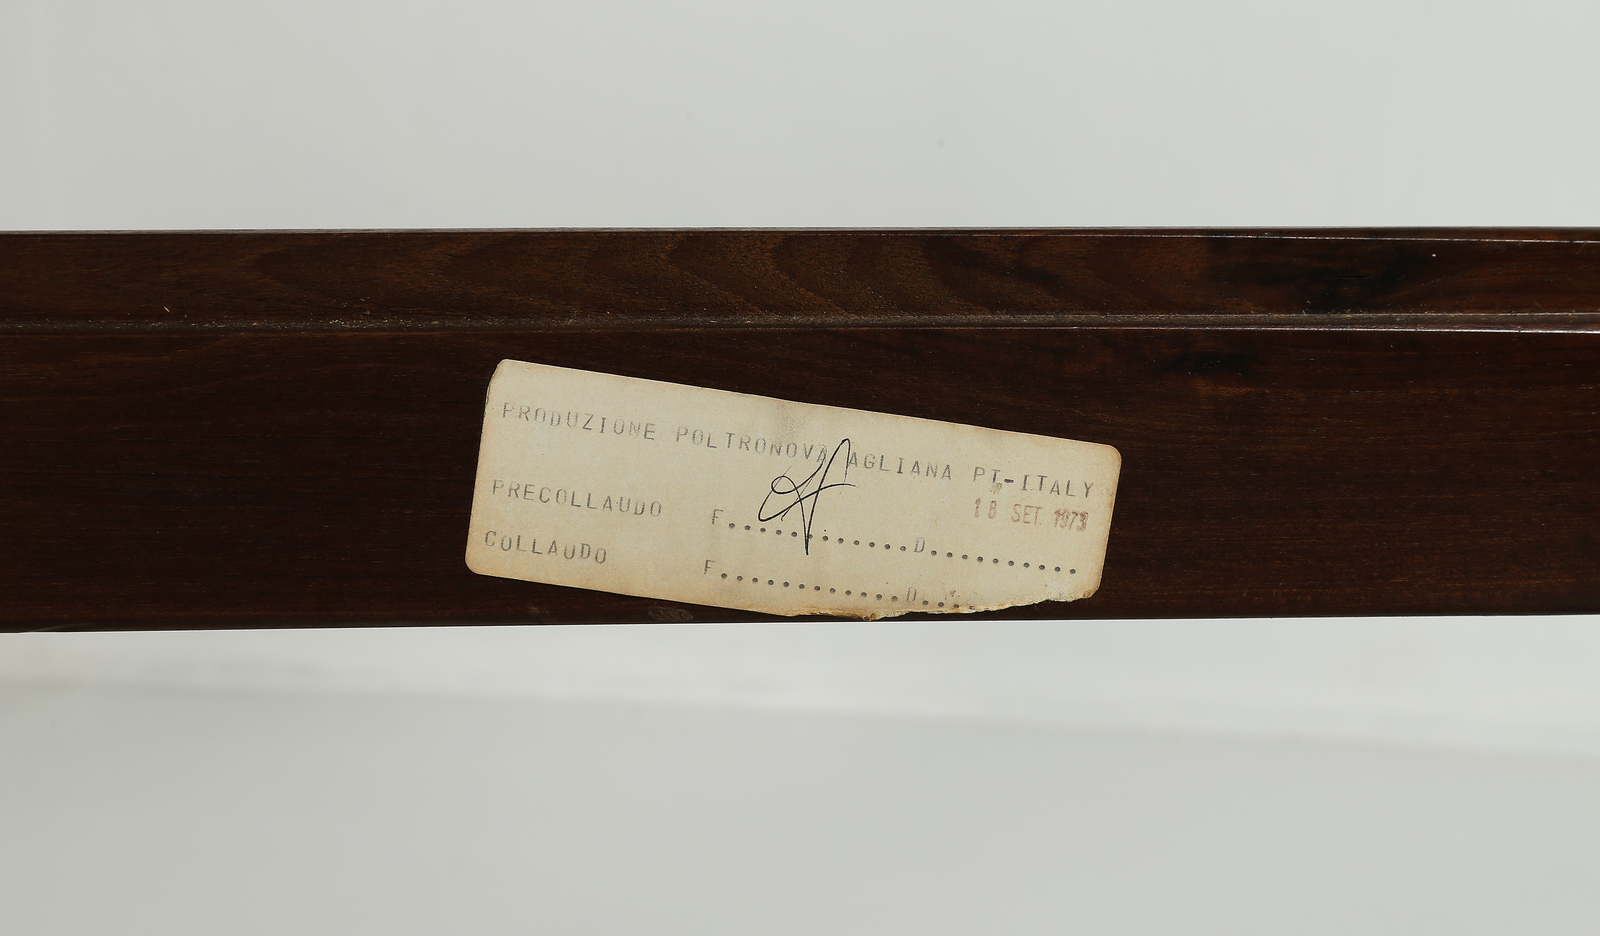 PRODUZIONE POLTRONOVA AGLIANA PT-ITALY
18 SET. 1973
PRECOLLAUDO F............D..........
COLLAUDO F............D....